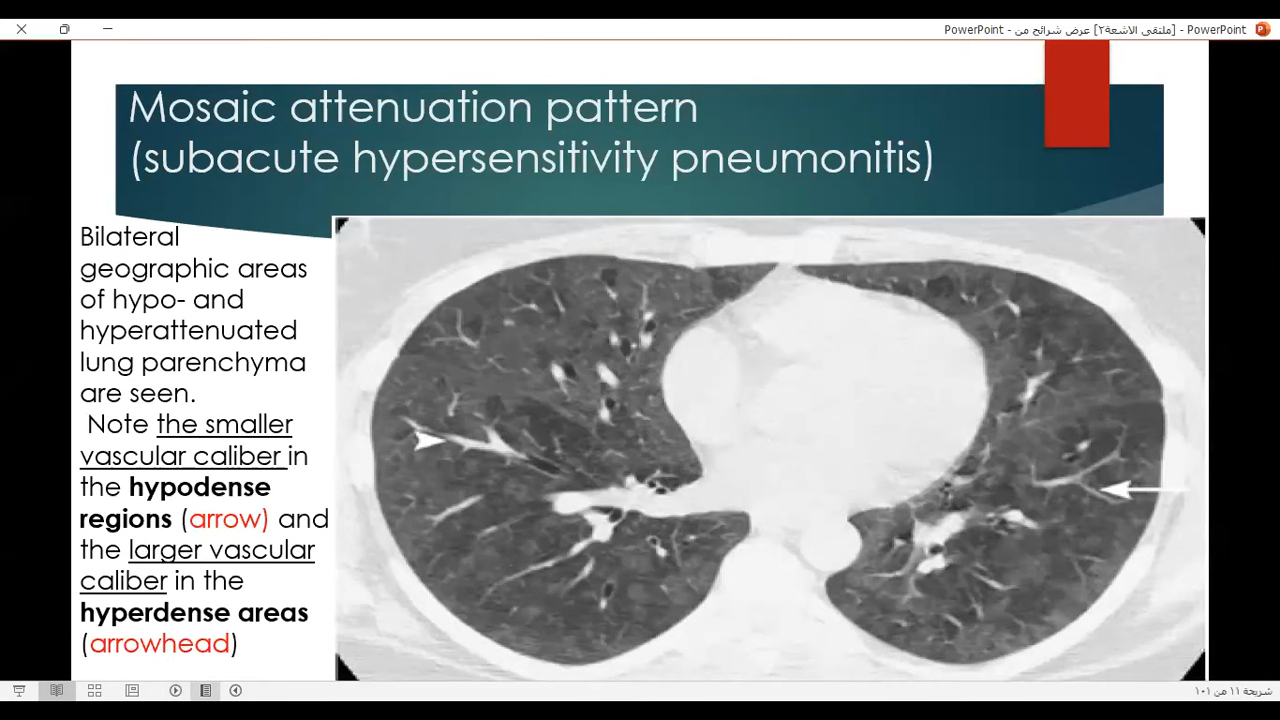 PowerPoint - [ملتقى الاشعة٢] عرض شرائح من - PowerPoint
Mosaic attenuation pattern
(subacute hypersensitivity pneumonitis)
Bilateral
geographic areas
of hypo- and
hyperattenuated
lung parenchyma
are seen.
Note the smaller
vascular caliber in
the hypodense
regions (arrow) and
the larger vascular
caliber in the
hyperdense areas
(arrowhead)
شريحة ١١ من ١٠١